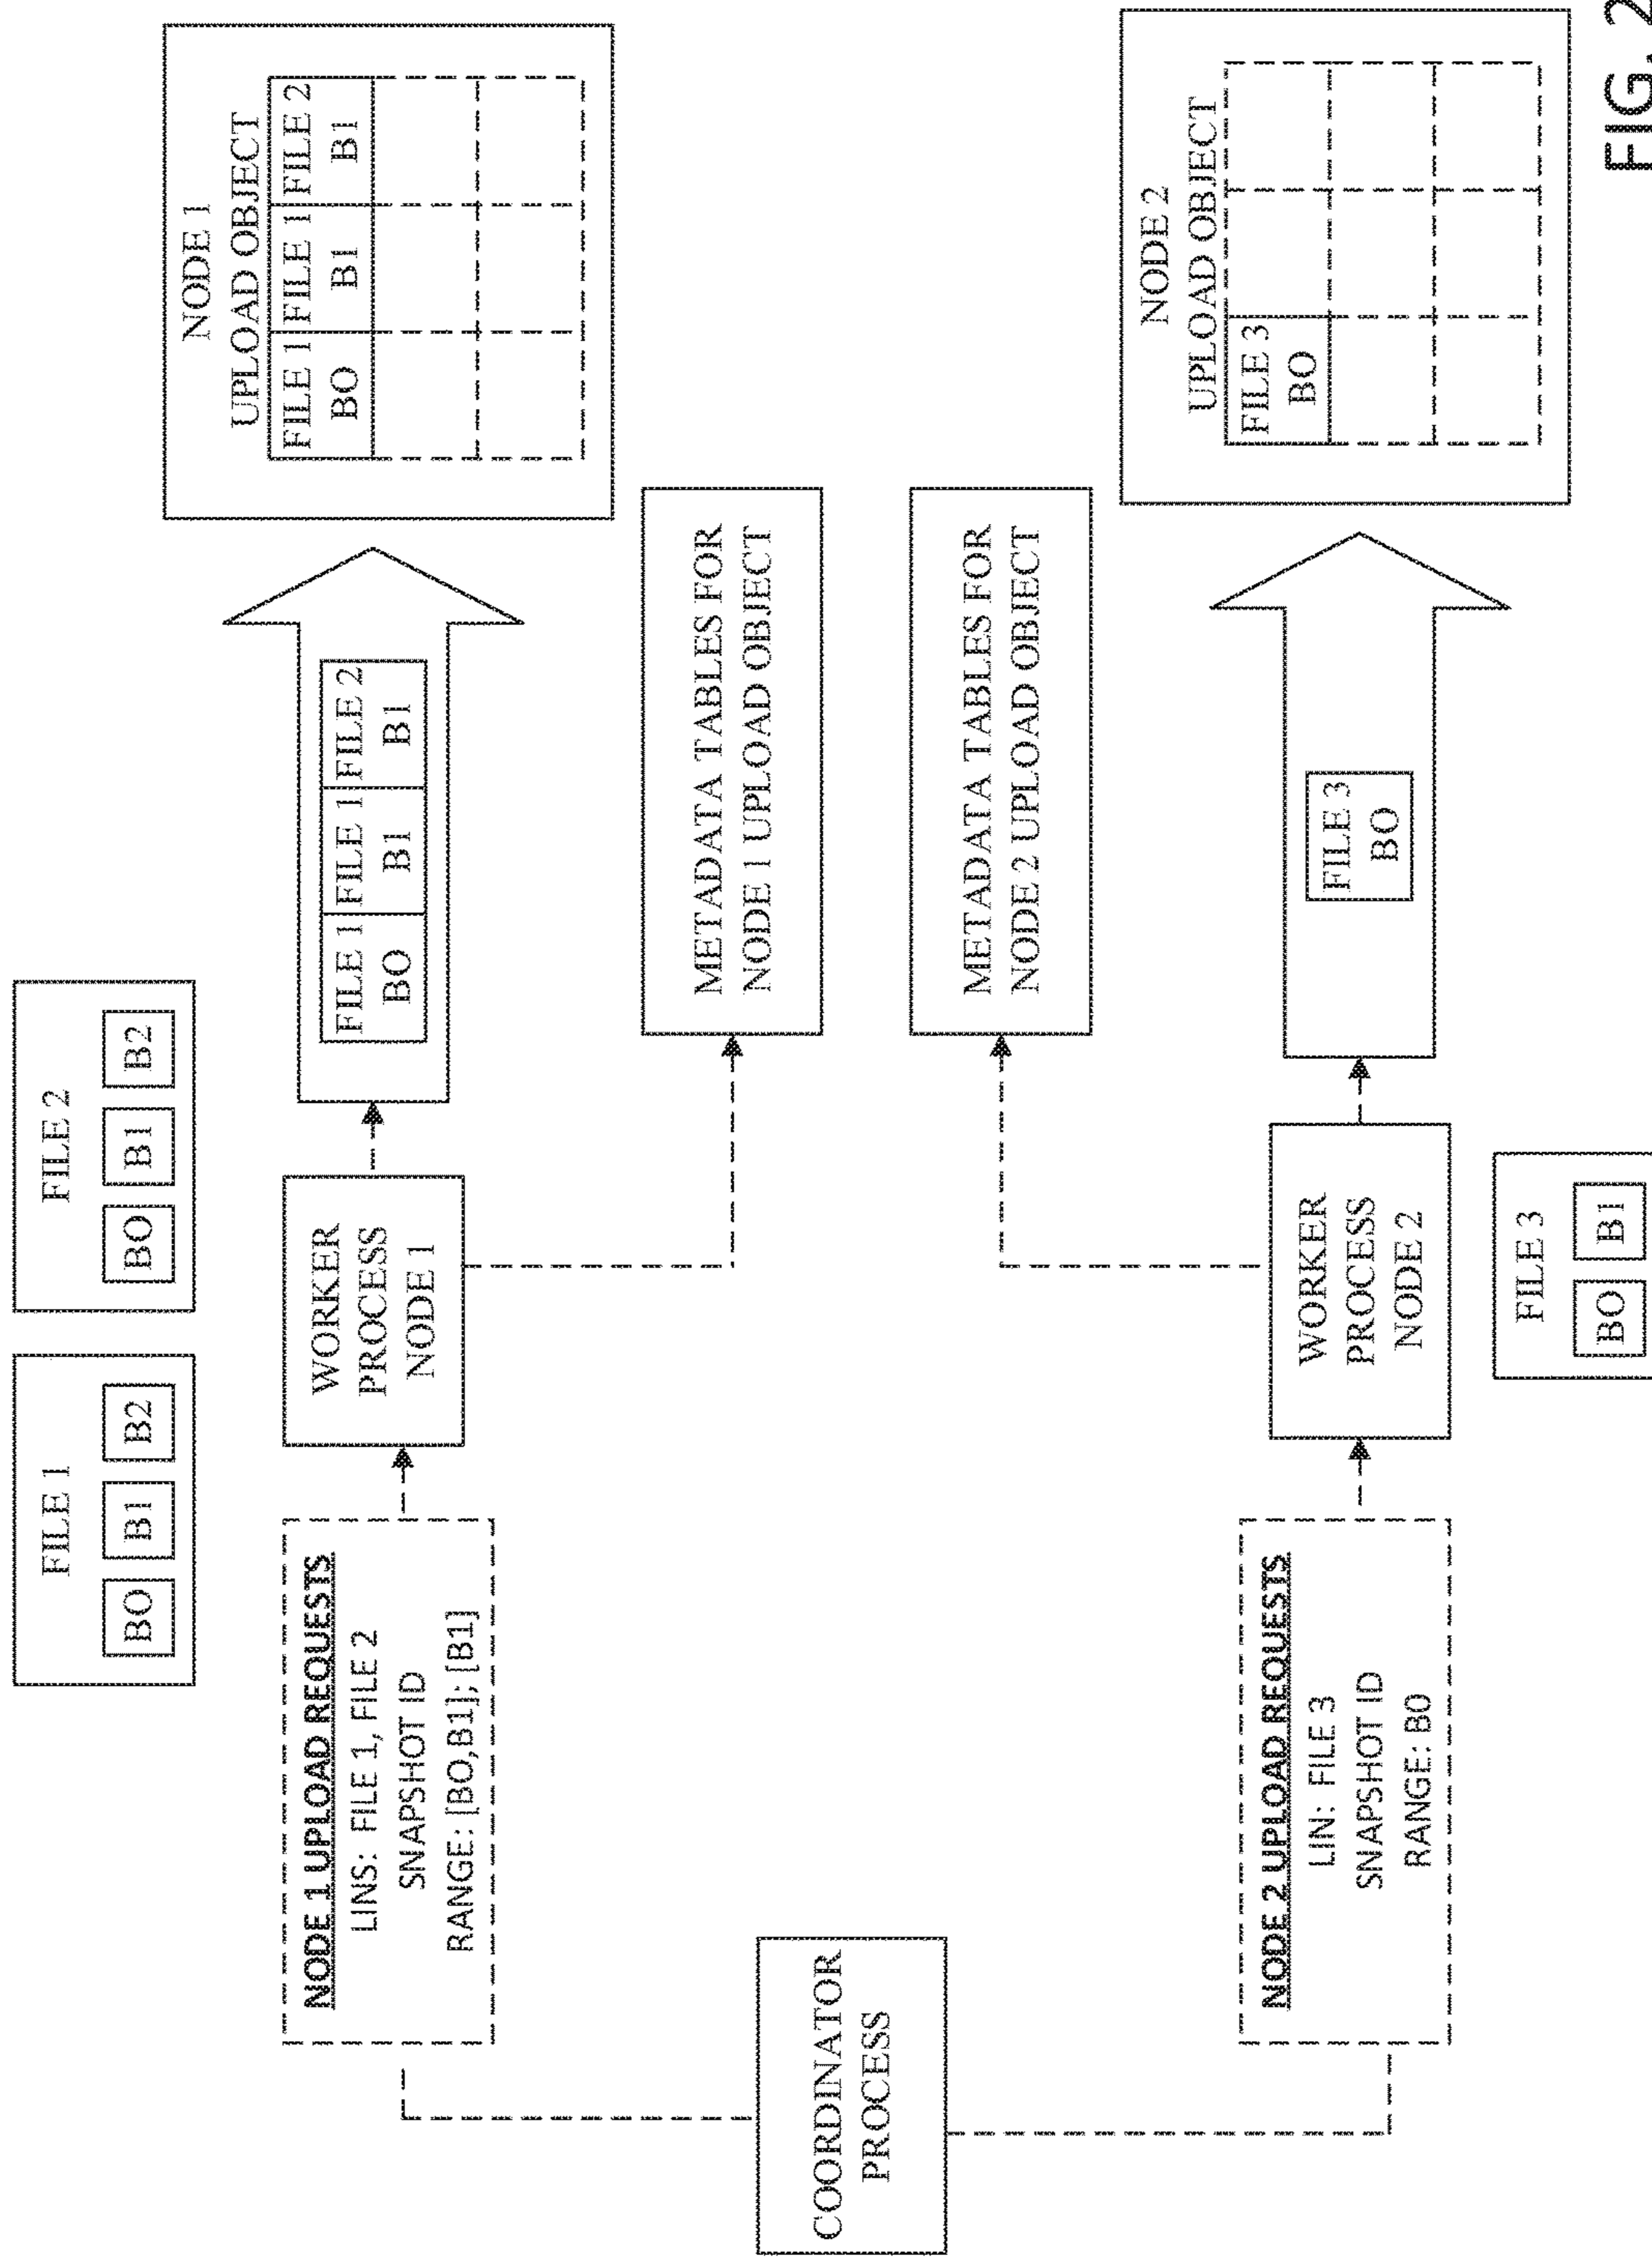 FILE 1
BO B1 B2
FILE 2
BO B1 B2
NODE 1 UPLOAD REQUESTS
LINS: FILE 1, FILE 2
SNAPSHOT ID
RANGE: [BO,B1]; [B1]
WORKER
PROCESS
NODE 1
FILE 1 FILE 1 FILE 2
BO B1 B1
NODE 1
UPLOAD OBJECT
FILE 1 FILE 1 FILE 2
BO B1 B1
COORDINATOR
PROCESS
METADATA TABLES FOR
NODE 1 UPLOAD OBJECT
METADATA TABLES FOR
NODE 2 UPLOAD OBJECT
NODE 2 UPLOAD REQUESTS
LIN: FILE 3
SNAPSHOT ID
RANGE: B0
WORKER
PROCESS
NODE 2
FILE 3
BO
NODE 2
UPLOAD OBJECT
FILE 3
BO
FILE 3
BO B1
FIG. 2